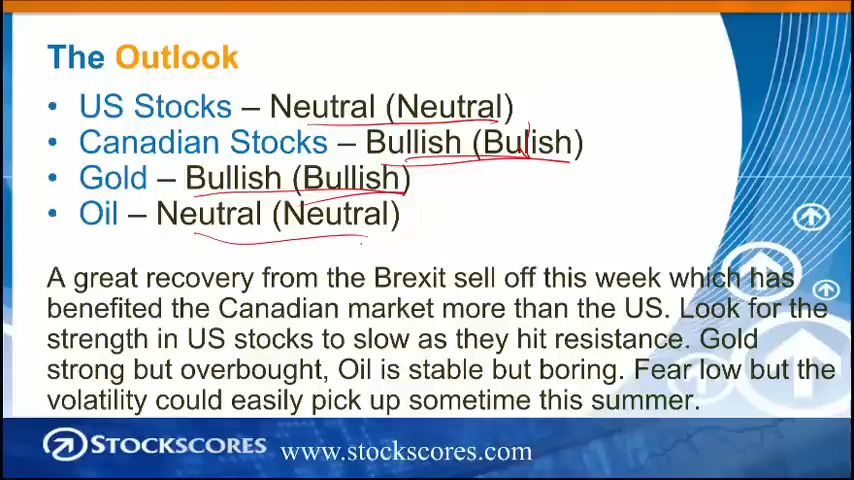 The Outlook
• US Stocks – Neutral (Neutral)
• Canadian Stocks – Bullish (Bulish)
• Gold – Bullish (Bullish)
• Oil – Neutral (Neutral)
A great recovery from the Brexit sell off this week which has
benefited the Canadian market more than the US. Look for the
strength in US stocks to slow as they hit resistance. Gold
strong but overbought, Oil is stable but boring. Fear low but the
volatility could easily pick up sometime this summer.
STOCKSCORES www.stockscores.com